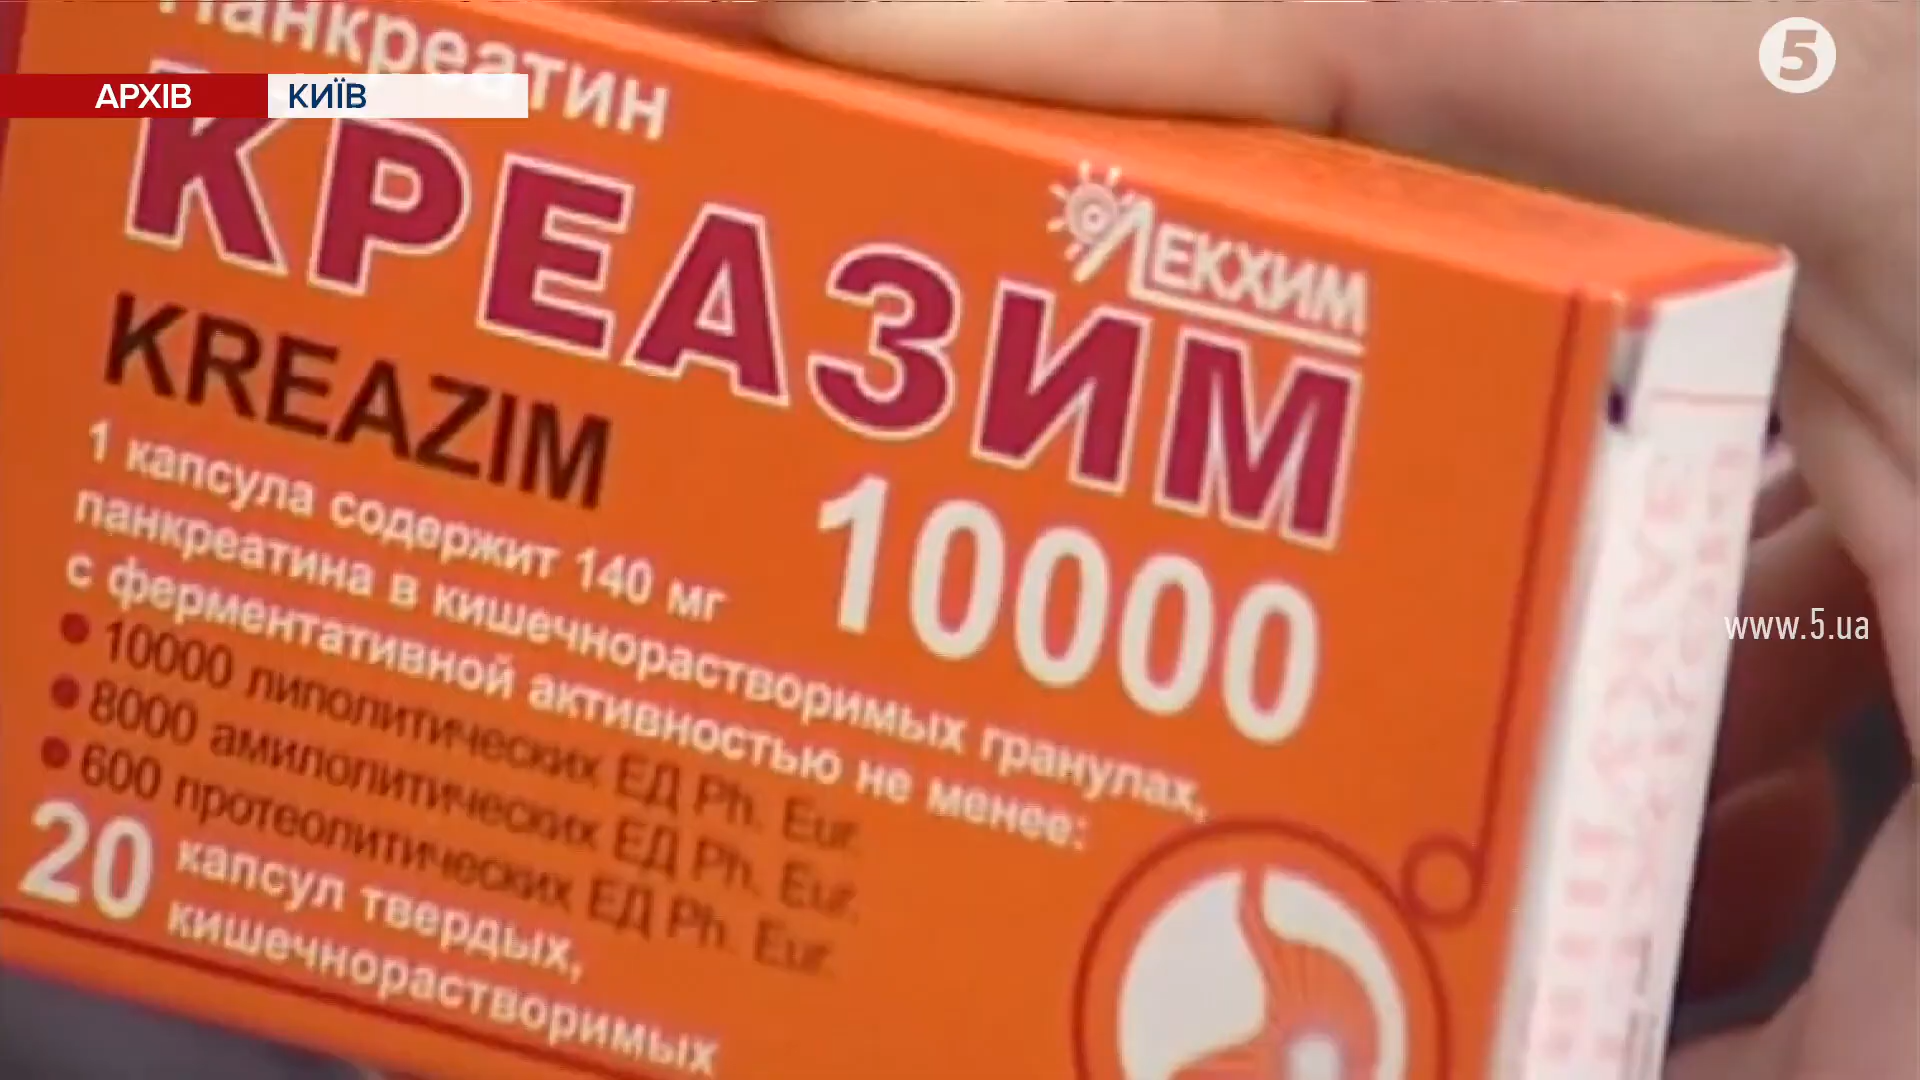 Панкреатин
АРХІВ
КИЇВ
5
ЛЕКХИМ
КРЕАЗИМ
KREAZIM
10000
1 капсула содержит 140 мг
панкреатина в кишечнорастворимых гранулах,
с ферментативной активностью не менее:
10000 липолитических ЕД Ph. Eur.
8000 амилолитических ЕД Ph. Eur.
600 протеолитических ЕД Ph. Eur.
20 капсул твердых,
кишечнорастворимых
www.5.ua